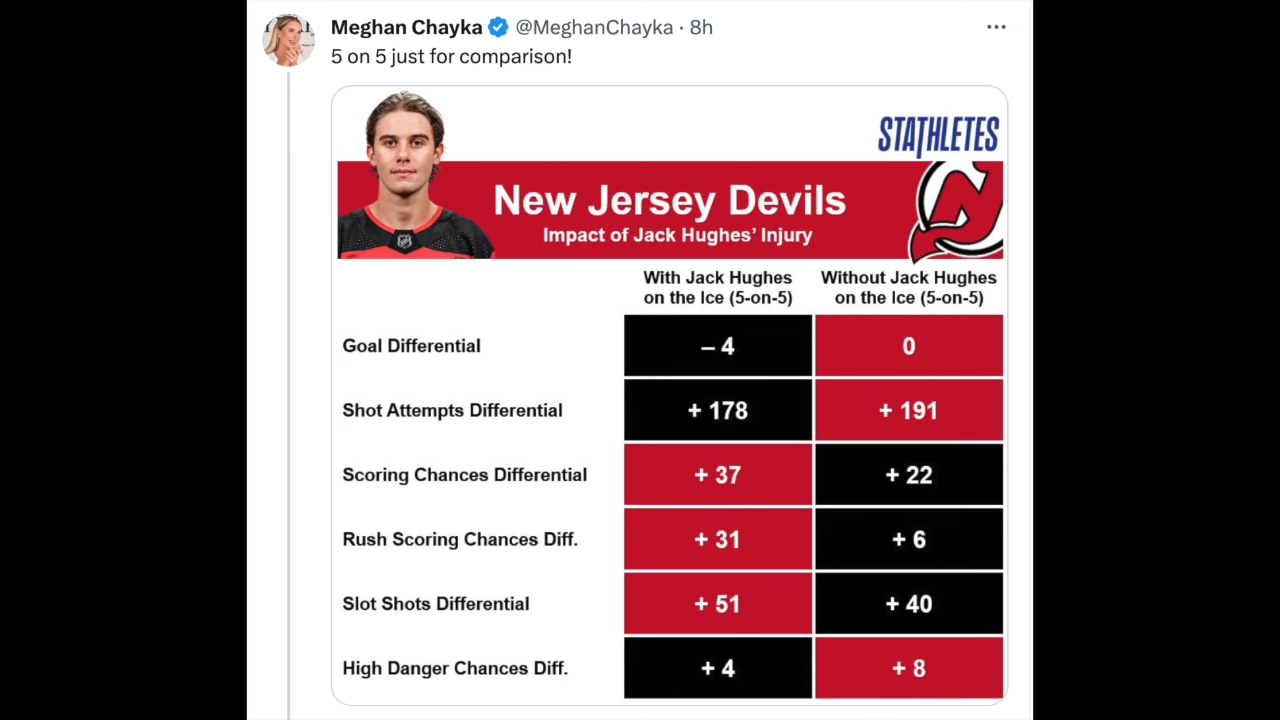 Meghan Chayka @MeghanChayka · 8h
5 on 5 just for comparison!
STATHLETES
New Jersey Devils
Impact of Jack Hughes' Injury
With Jack Hughes
on the Ice (5-on-5)
Without Jack Hughes
on the Ice (5-on-5)
Goal Differential – 4 0
Shot Attempts Differential + 178 + 191
Scoring Chances Differential + 37 + 22
Rush Scoring Chances Diff. + 31 + 6
Slot Shots Differential + 51 + 40
High Danger Chances Diff. + 4 + 8